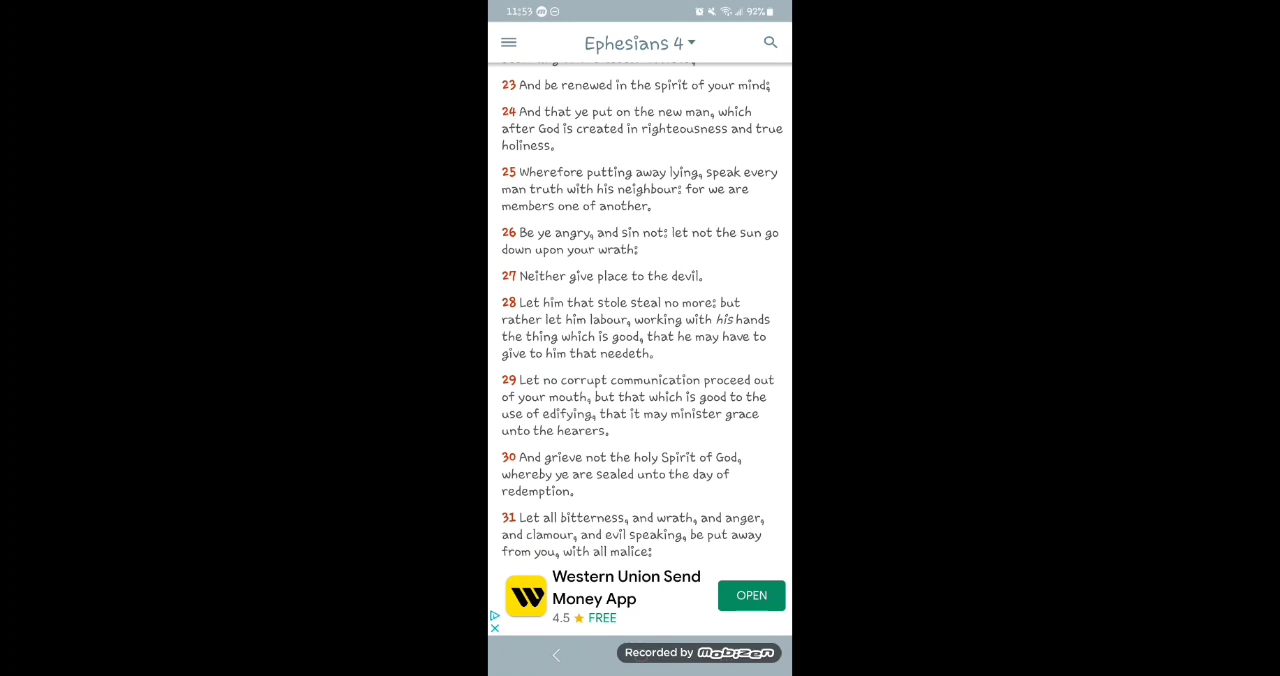 11:53
92%
Ephesians 4
23 And be renewed in the spirit of your mind;
24 And that ye put on the new man, which
after God is created in righteousness and true
holiness.
25 Wherefore putting away lying, speak every
man truth with his neighbour: for we are
members one of another.
26 Be ye angry, and sin not: let not the sun go
down upon your wrath:
27 Neither give place to the devil.
28 Let him that stole steal no more: but
rather let him labour, working with his hands
the thing which is good, that he may have to
give to him that needeth.
29 Let no corrupt communication proceed out
of your mouth, but that which is good to the
use of edifying, that it may minister grace
unto the hearers.
30 And grieve not the holy Spirit of God,
whereby ye are sealed unto the day of
redemption.
31 Let all bitterness, and wrath, and anger,
and clamour, and evil speaking, be put away
from you, with all malice:
Western Union Send
Money App
4.5 ★ FREE
OPEN
Recorded by mobizen